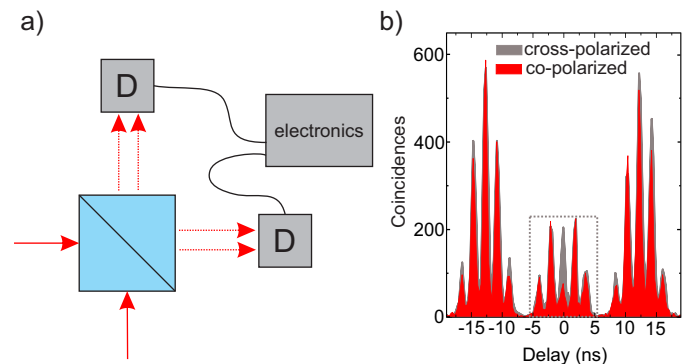 a)
D
electronics
D
b)
cross-polarized
co-polarized
Coincidences
600
400
200
0
-15 -10 -5 0 5 10 15
Delay (ns)